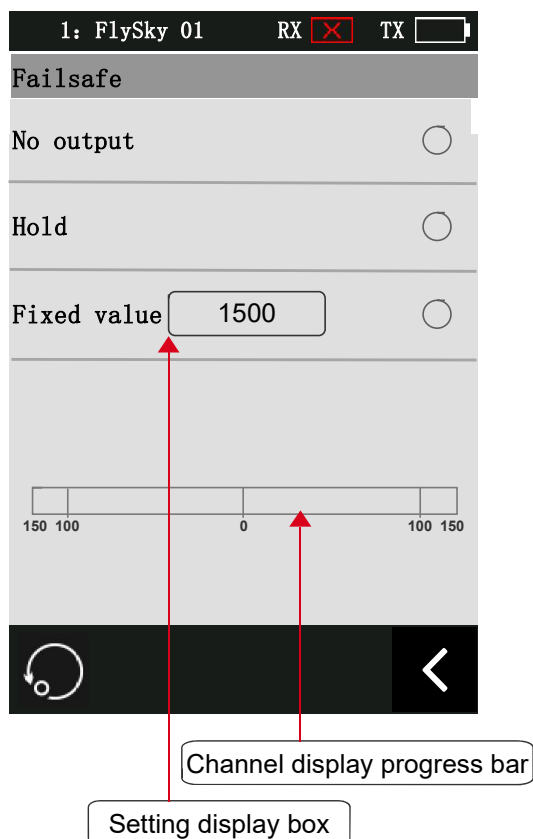 1: FlySky 01 RX TX
Failsafe
No output
Hold
Fixed value 1500
150 100 0 100 150
Channel display progress bar
Setting display box